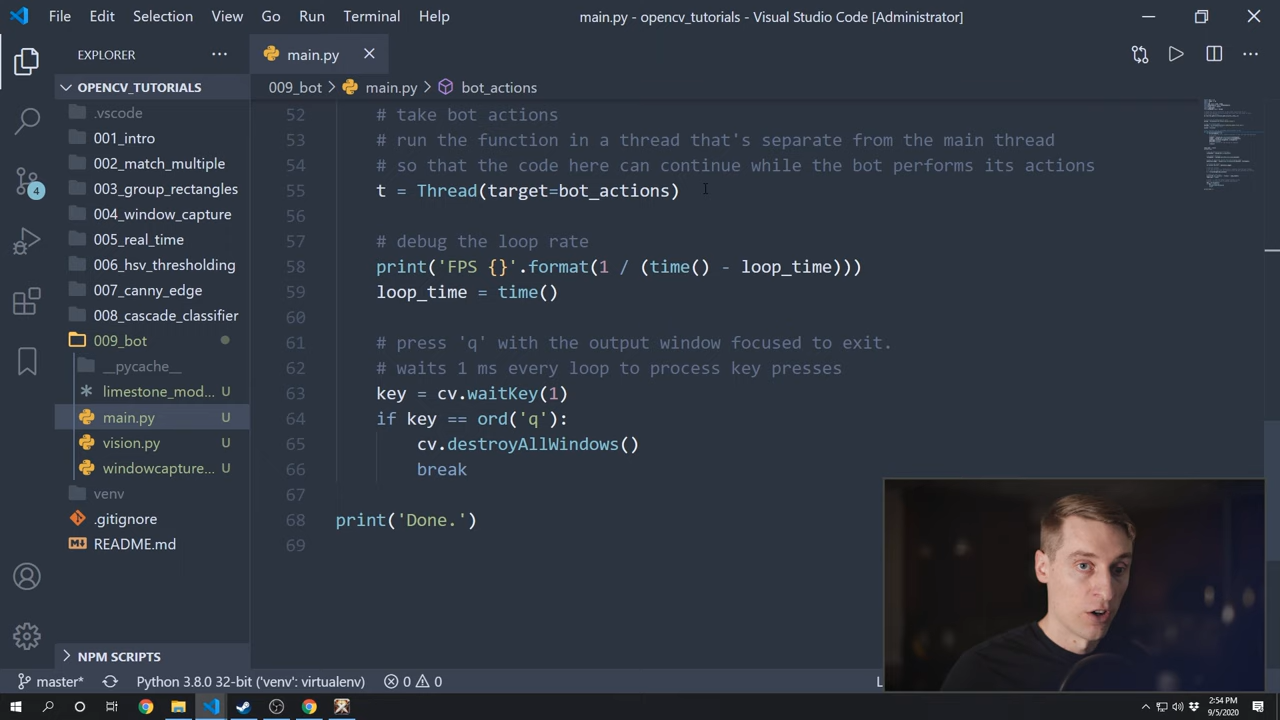 File Edit Selection View Go Run Terminal Help
main.py - opencv_tutorials - Visual Studio Code [Administrator]
EXPLORER
main.py
OPENCV_TUTORIALS
.vscode
001_intro
002_match_multiple
003_group_rectangles
004_window_capture
005_real_time
006_hsv_thresholding
007_canny_edge
008_cascade_classifier
009_bot
__pycache__
limestone_mod... U
main.py U
vision.py U
windowcapture... U
venv
.gitignore
README.md
NPM SCRIPTS
4
009_bot > main.py > bot_actions
52 # take bot actions
53 # run the function in a thread that's separate from the main thread
54 # so that the code here can continue while the bot performs its actions
55 t = Thread(target=bot_actions)
56
57 # debug the loop rate
58 print('FPS {}'.format(1 / (time() - loop_time)))
59 loop_time = time()
60
61 # press 'q' with the output window focused to exit.
62 # waits 1 ms every loop to process key presses
63 key = cv.waitKey(1)
64 if key == ord('q'):
65 cv.destroyAllWindows()
66 break
67
68 print('Done.')
69
master* Python 3.8.0 32-bit ('venv': virtualenv) 0 0 L
2:54 PM
9/5/2020